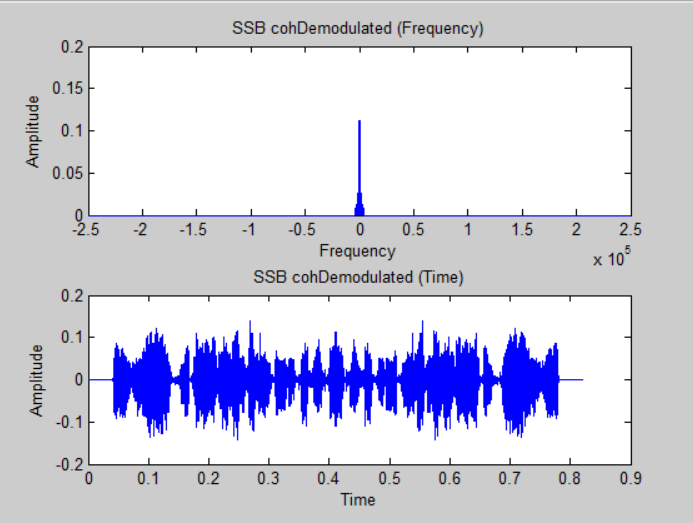 SSB cohDemodulated (Frequency)
0.2
0.15
0.1
0.05
0
Amplitude
-2.5 -2 -1.5 -1 -0.5 0 0.5 1 1.5 2 2.5
Frequency
x 10^5
SSB cohDemodulated (Time)
0.2
0.1
0
-0.1
-0.2
Amplitude
0 0.1 0.2 0.3 0.4 0.5 0.6 0.7 0.8 0.9
Time